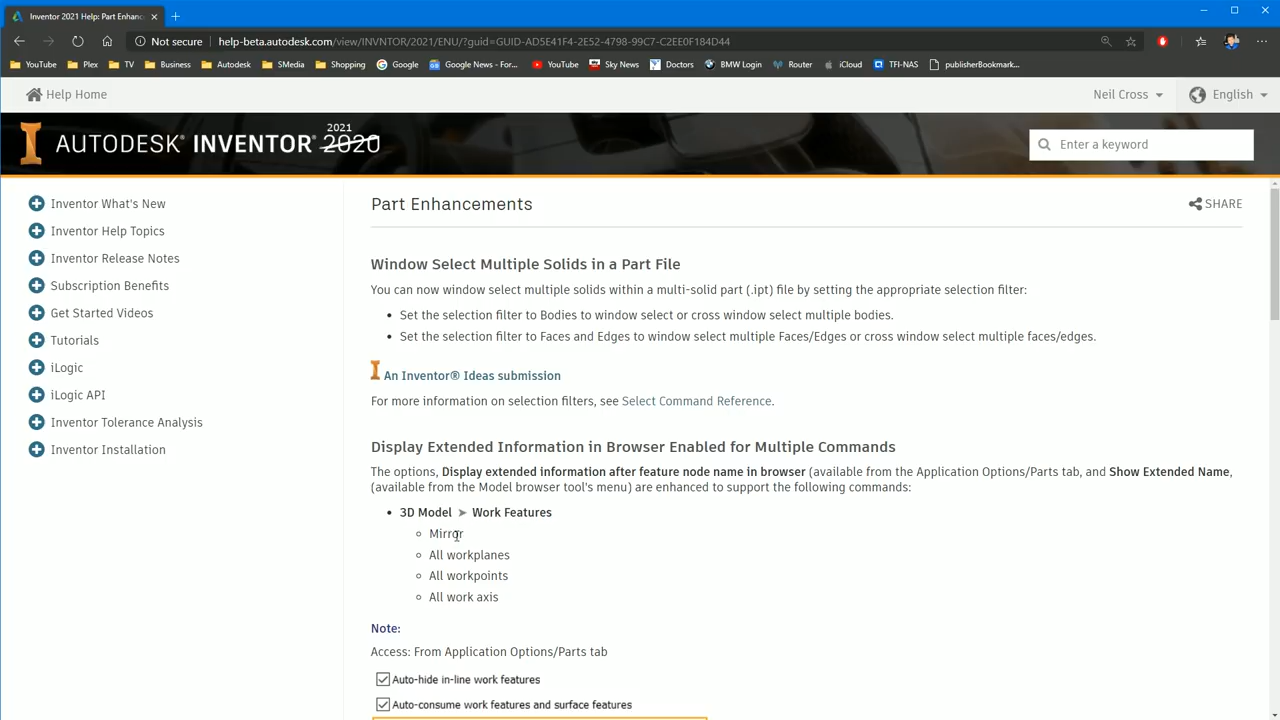 Inventor 2021 Help: Part Enhanc
Not secure
help-beta.autodesk.com/view/INVNTOR/2021/ENU/?guid=GUID-AD5E41F4-2E52-4798-99C7-C2EE0F184D44
YouTube Plex TV Business Autodesk SMedia Shopping Google Google News - For... YouTube Sky News Doctors BMW Login Router iCloud TFI-NAS publisherBookmark...
Help Home
Neil Cross
English
AUTODESK® INVENTOR® 2020
2021
Enter a keyword
Inventor What's New
Inventor Help Topics
Inventor Release Notes
Subscription Benefits
Get Started Videos
Tutorials
iLogic
iLogic API
Inventor Tolerance Analysis
Inventor Installation
Part Enhancements
SHARE
Window Select Multiple Solids in a Part File
You can now window select multiple solids within a multi-solid part (.ipt) file by setting the appropriate selection filter:
• Set the selection filter to Bodies to window select or cross window select multiple bodies.
• Set the selection filter to Faces and Edges to window select multiple Faces/Edges or cross window select multiple faces/edges.
An Inventor® Ideas submission
For more information on selection filters, see Select Command Reference.
Display Extended Information in Browser Enabled for Multiple Commands
The options, Display extended information after feature node name in browser (available from the Application Options/Parts tab, and Show Extended Name,
(available from the Model browser tool's menu) are enhanced to support the following commands:
• 3D Model ➤ Work Features
Mirror
All workplanes
All workpoints
All work axis
Note:
Access: From Application Options/Parts tab
Auto-hide in-line work features
Auto-consume work features and surface features